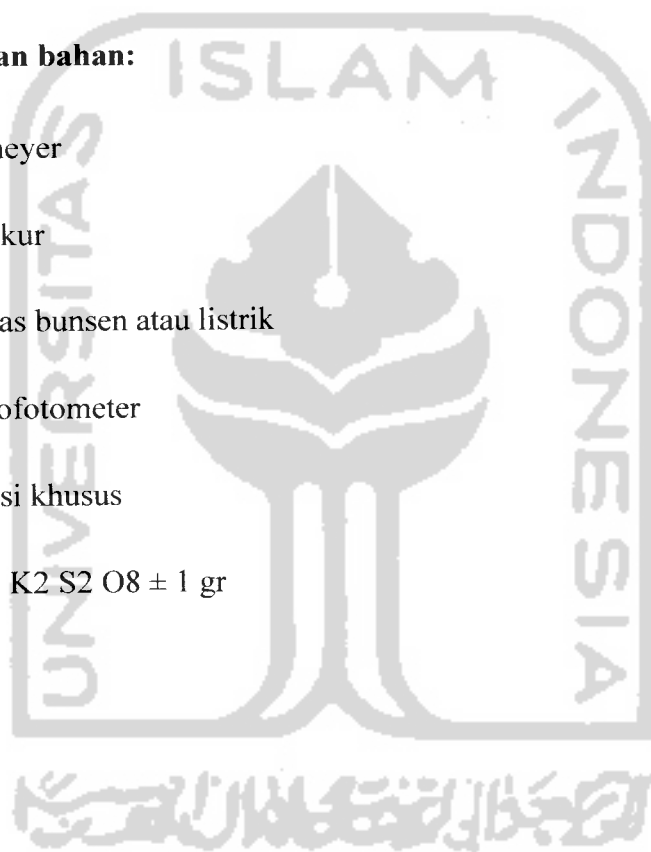 an bahan:
ISLAM
UNIVERSITAS
INDONESIA
neyer
kur
as bunsen atau listrik
ofotometer
si khusus
K2 S2 O8 ± 1 gr